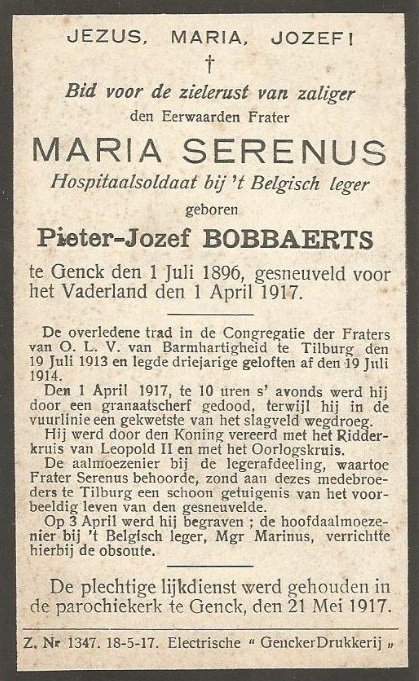 JEZUS, MARIA, JOZEF!
†
Bid voor de zielerust van zaliger
den Eerwaarden Frater
MARIA SERENUS
Hospitaalsoldaat bij 't Belgisch leger
geboren
Pieter-Jozef BOBBAERTS
te Genck den 1 Juli 1896, gesneuveld voor
het Vaderland den 1 April 1917.
De overledene trad in de Congregatie der Fraters
van O. L. V. van Barmhartigheid te Tilburg den
19 Juli 1913 en legde driejarige geloften af den 19 Juli
1914.
Den 1 April 1917, te 10 uren s' avonds werd hij
door een granaatscherf gedood, terwijl hij in de
vuurlinie een gekwetste van het slagveld wegdroeg.
Hij werd door den Koning vereerd met het Ridder-
kruis van Leopold II en met het Oorlogskruis.
De aalmoezenier bij de legerafdeeling, waartoe
Frater Serenus behoorde, zond aan dezes medebroe-
ders te Tilburg een schoon getuigenis van het voor-
beeldig leven van den gesneuvelde.
Op 3 April werd hij begraven ; de hoofdaalmoeze-
nier bij 't Belgisch leger, Mgr Marinus, verrichtte
hierbij de obsoute.
De plechtige lijkdienst werd gehouden in
de parochiekerk te Genck, den 21 Mei 1917.
Z. Nr 1347. 18-5-17. Electrische " GenckerDrukkerij „